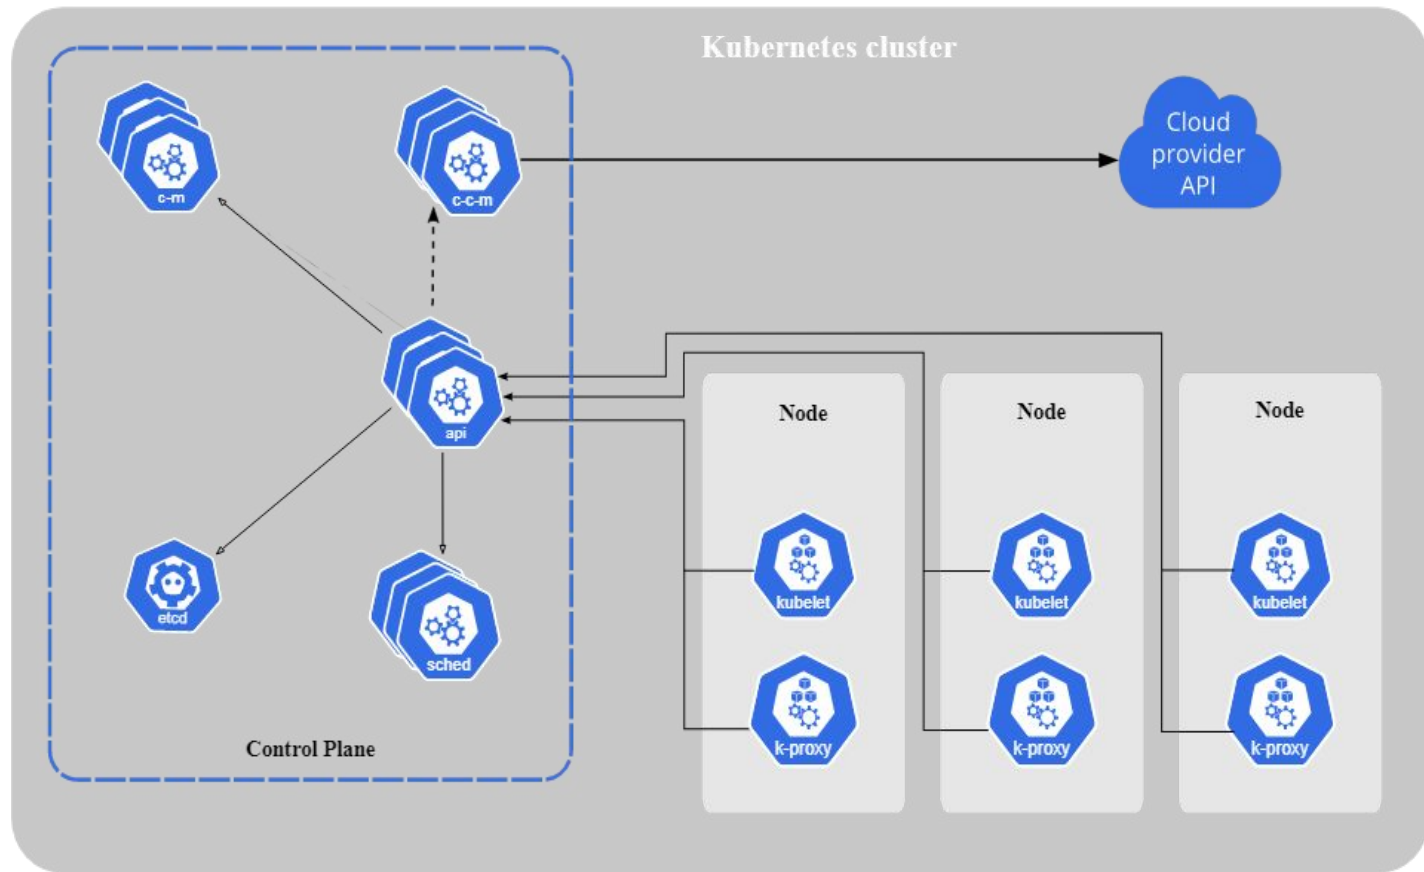 Kubernetes cluster
c-m
c-c-m
Cloud
provider
API
api
Node
Node
Node
etcd
sched
kubelet
kubelet
kubelet
k-proxy
k-proxy
k-proxy
Control Plane